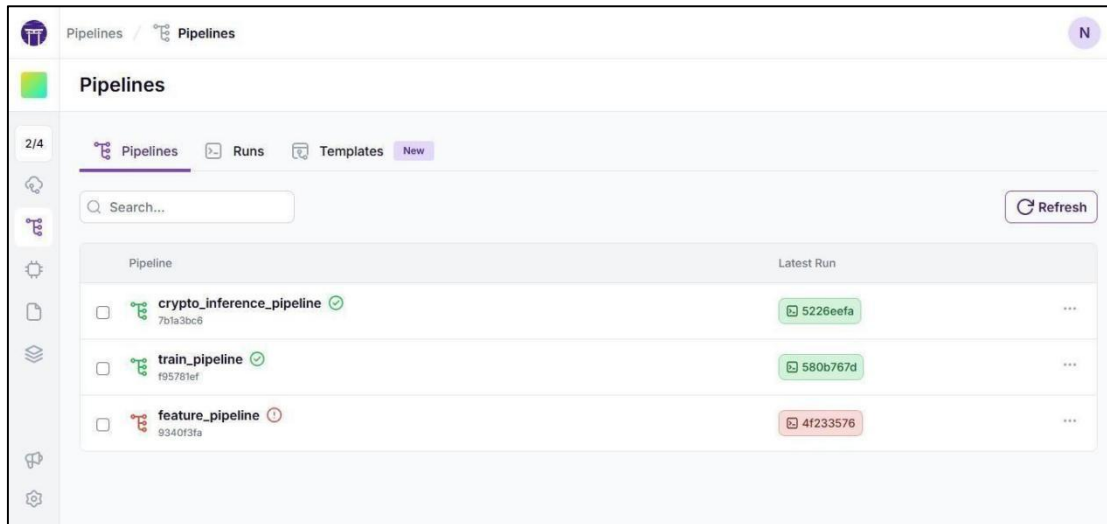 Pipelines / Pipelines
N
Pipelines
2/4
Pipelines Runs Templates New
Search...
Refresh
Pipeline Latest Run
crypto_inference_pipeline
7b1a3bc6
5226eefa
train_pipeline
f95781ef
580b767d
feature_pipeline
9340f3fa
4f233576